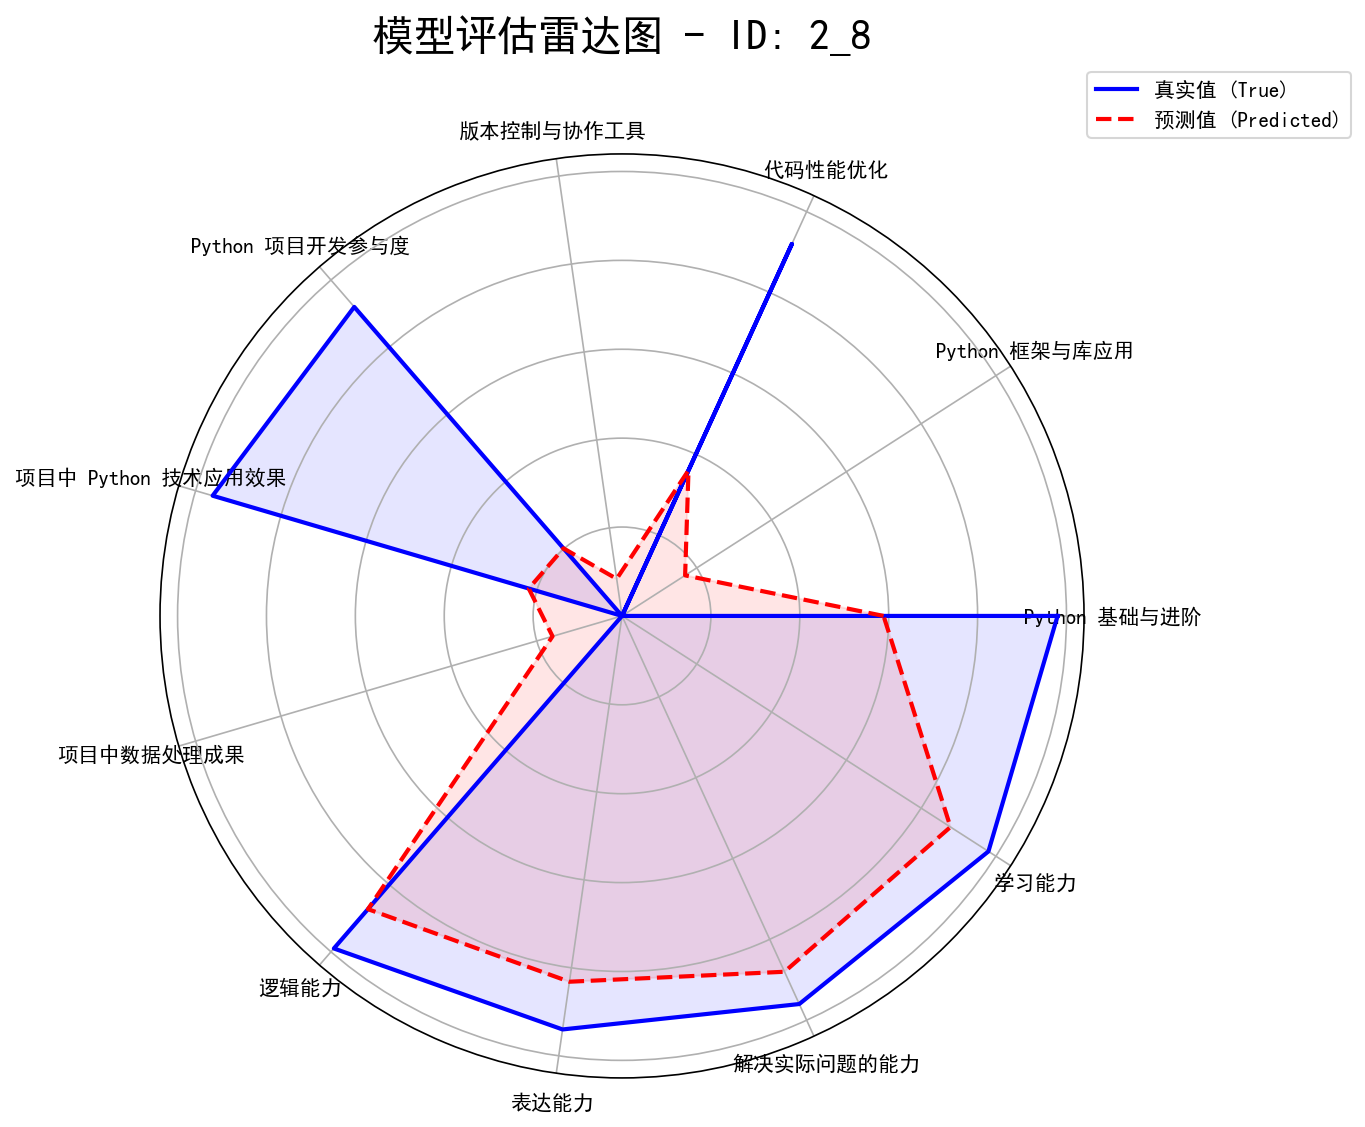 模型评估雷达图 - ID: 2_8
真实值 (True)
预测值 (Predicted)
版本控制与协作工具
代码性能优化
Python 项目开发参与度
Python 框架与库应用
项目中 Python 技术应用效果
Python 基础与进阶
项目中数据处理成果
学习能力
逻辑能力
解决实际问题的能力
表达能力